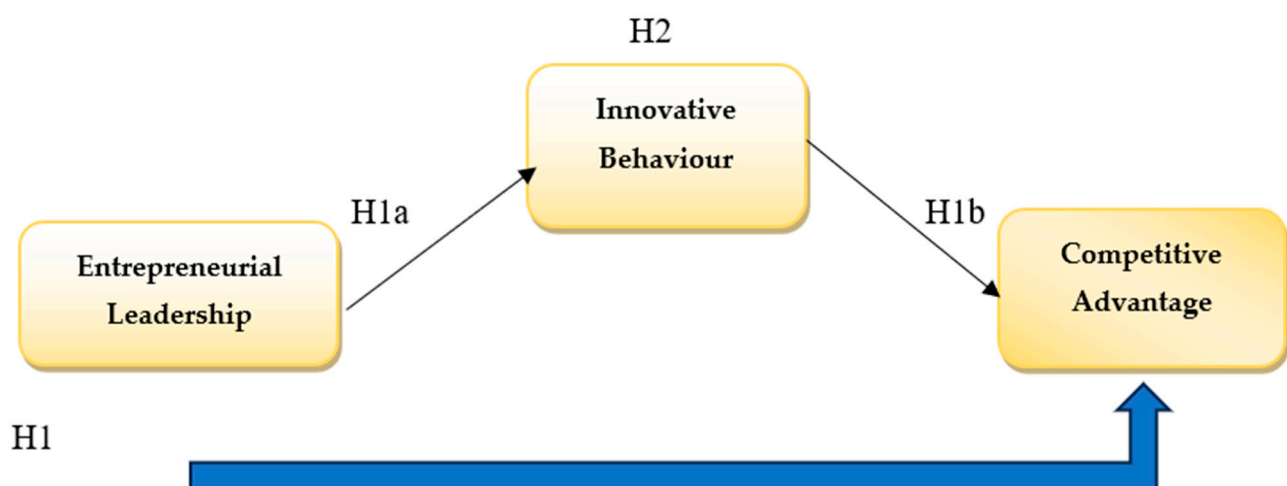 H2
Innovative
Behaviour
H1a
H1b
Entrepreneurial
Leadership
Competitive
Advantage
H1